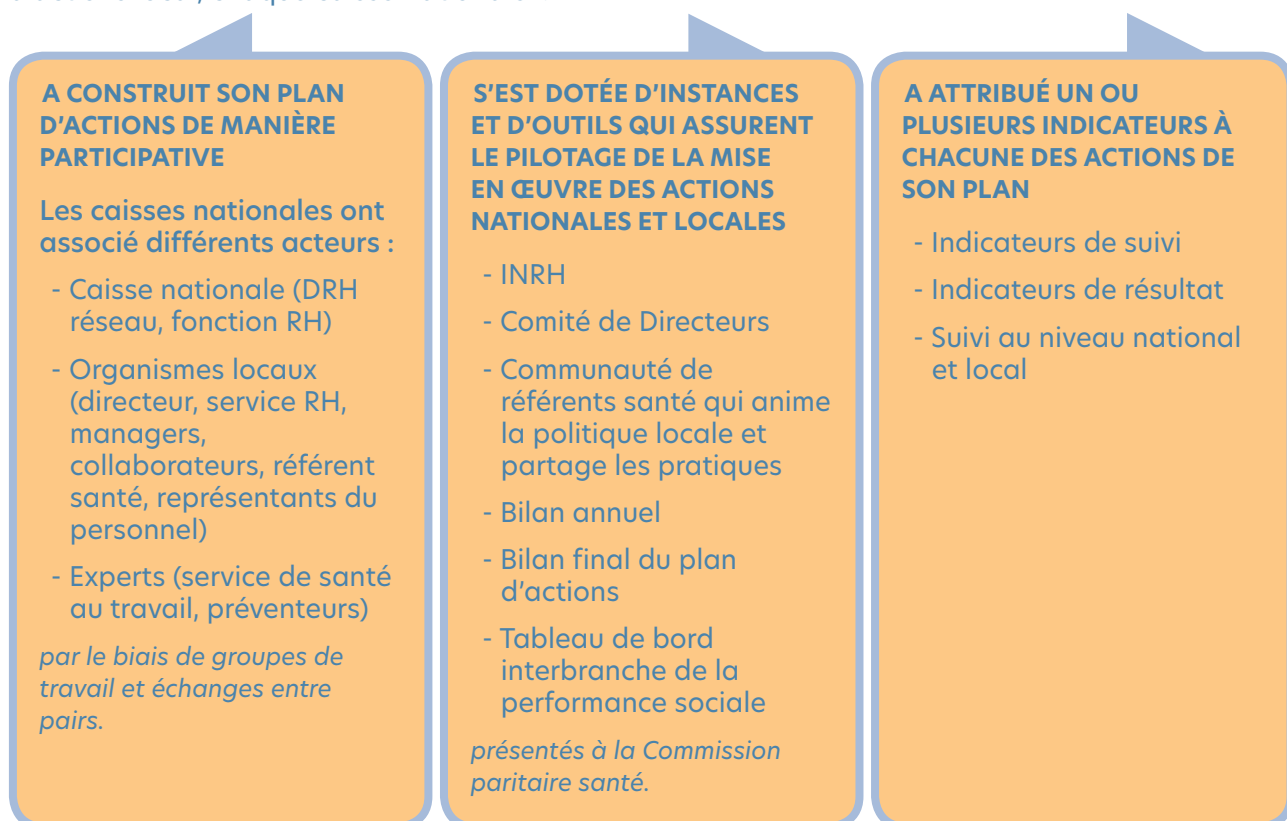 A CONSTRUIT SON PLAN
D'ACTIONS DE MANIÈRE
PARTICIPATIVE
Les caisses nationales ont
associé différents acteurs :
- Caisse nationale (DRH
réseau, fonction RH)
- Organismes locaux
(directeur, service RH,
managers,
collaborateurs, référent
santé, représentants du
personnel)
- Experts (service de santé
au travail, préventeurs)
par le biais de groupes de
travail et échanges entre
pairs.
S'EST DOTÉE D'INSTANCES
ET D'OUTILS QUI ASSURENT
LE PILOTAGE DE LA MISE
EN ŒUVRE DES ACTIONS
NATIONALES ET LOCALES
- INRH
- Comité de Directeurs
- Communauté de
référents santé qui anime
la politique locale et
partage les pratiques
- Bilan annuel
- Bilan final du plan
d'actions
- Tableau de bord
interbranche de la
performance sociale
présentés à la Commission
paritaire santé.
A ATTRIBUÉ UN OU
PLUSIEURS INDICATEURS À
CHACUNE DES ACTIONS DE
SON PLAN
- Indicateurs de suivi
- Indicateurs de résultat
- Suivi au niveau national
et local